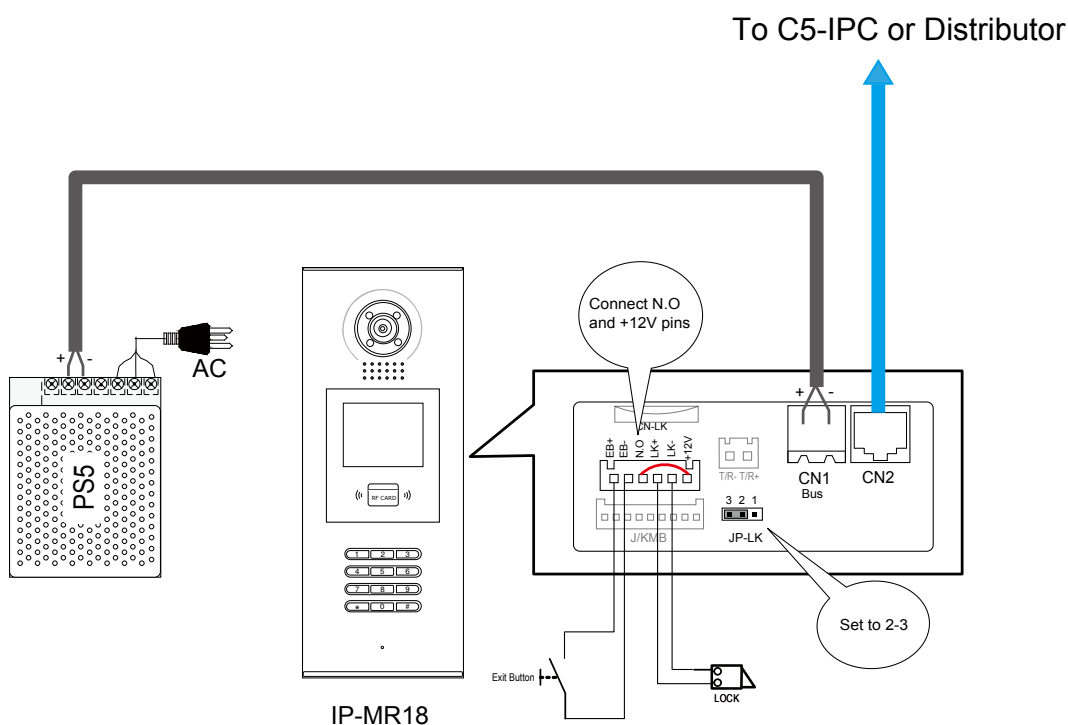 To C5-IPC or Distributor
Connect N.O
and +12V pins
+ -
AC
PS5
RF CARD
1 2 3
4 5 6
7 8 9
* 0 #
IP-MR18
CN-LK
EB+
EB-
N.O
LK+
LK-
+12V
T/R- T/R+
J/KMB
3 2 1
JP-LK
+ -
CN1
Bus
CN2
Set to 2-3
Exit Button
LOCK